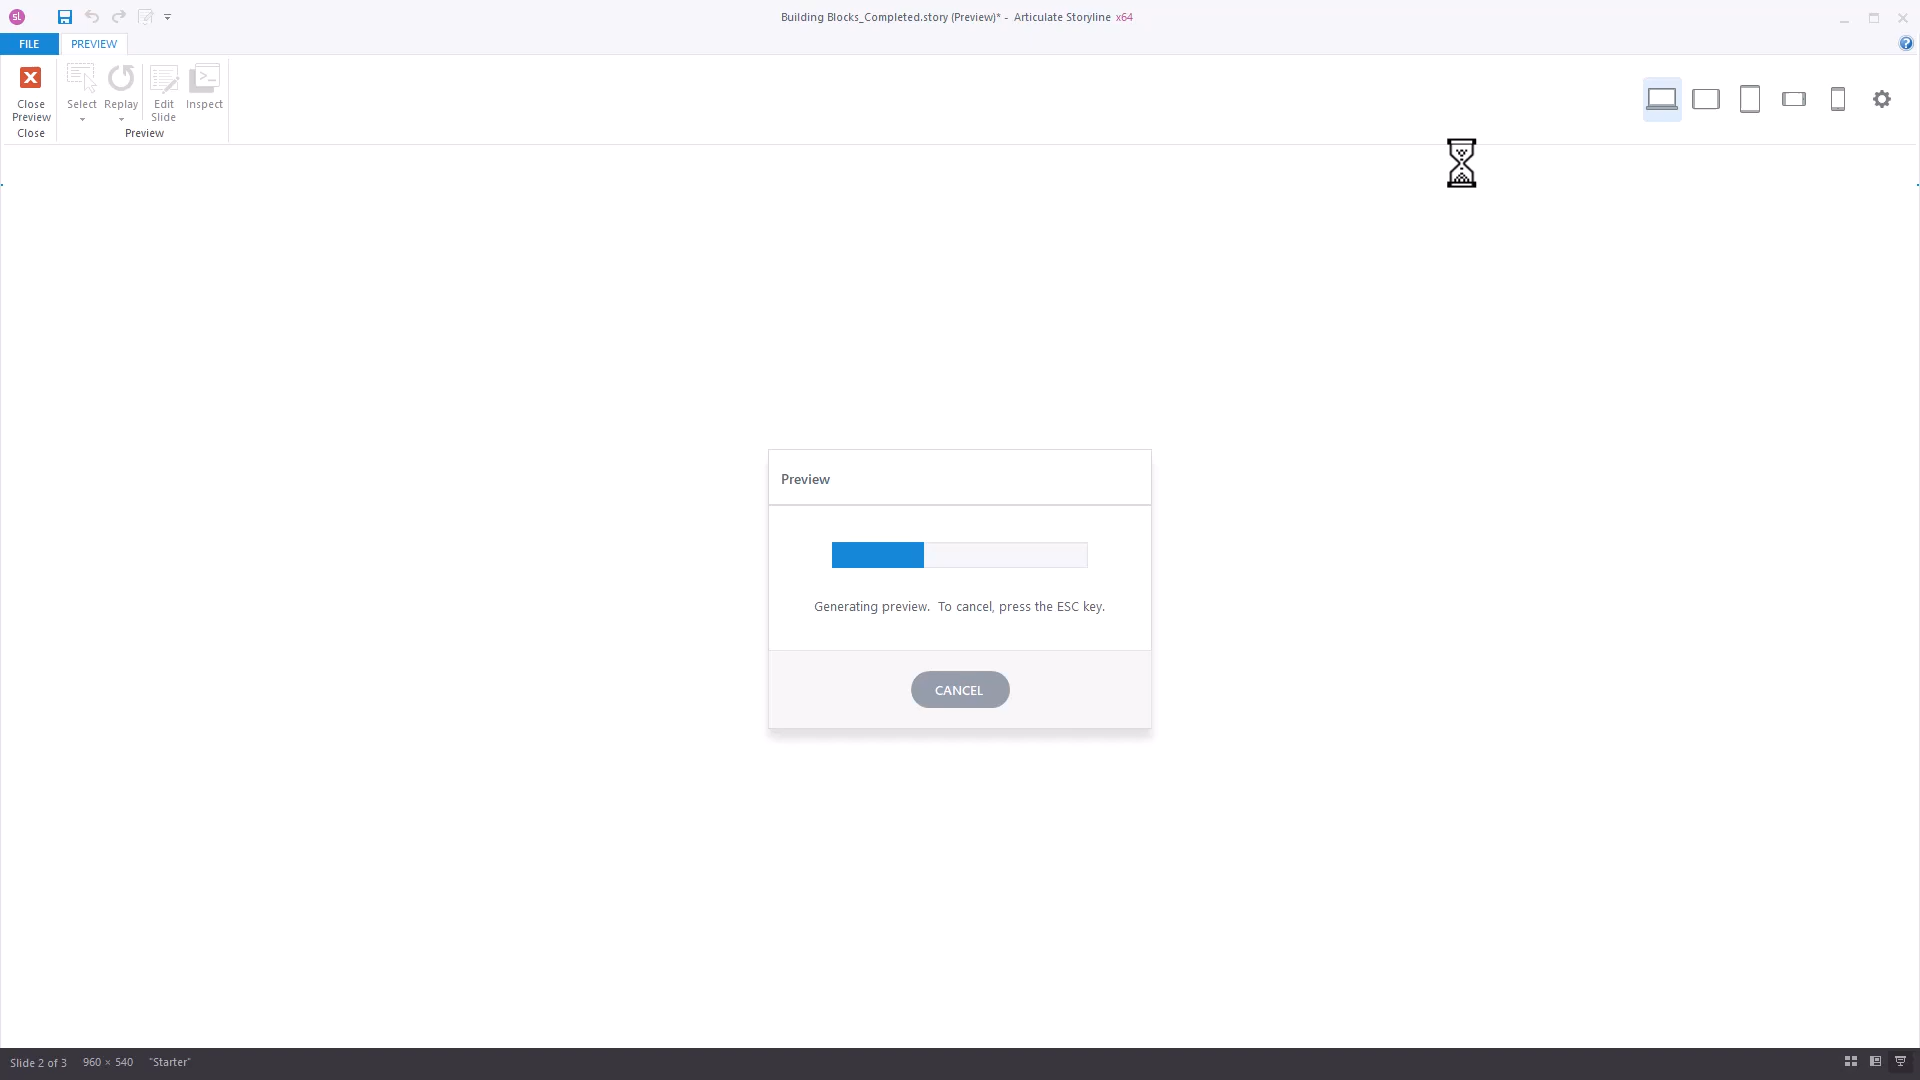 sl
Building Blocks_Completed.story (Preview)* - Articulate Storyline x64
FILE
PREVIEW
?
Close Preview
Select
Replay
Edit Slide
Inspect
Close
Preview
Preview
Generating preview. To cancel, press the ESC key.
CANCEL
Slide 2 of 3
960 × 540
"Starter"